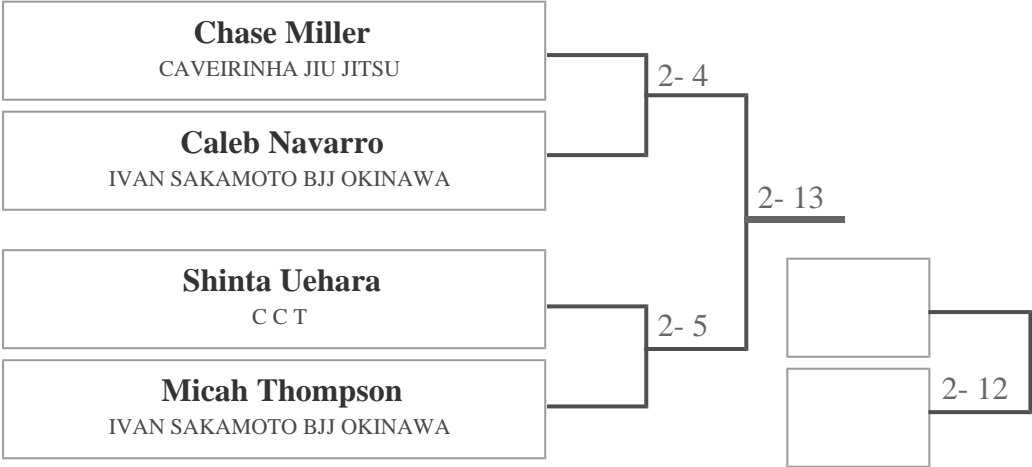 Chase Miller
CAVEIRINHA JIU JITSU
2- 4
Caleb Navarro
IVAN SAKAMOTO BJJ OKINAWA
2- 13
Shinta Uehara
C C T
2- 5
Micah Thompson
IVAN SAKAMOTO BJJ OKINAWA
2- 12